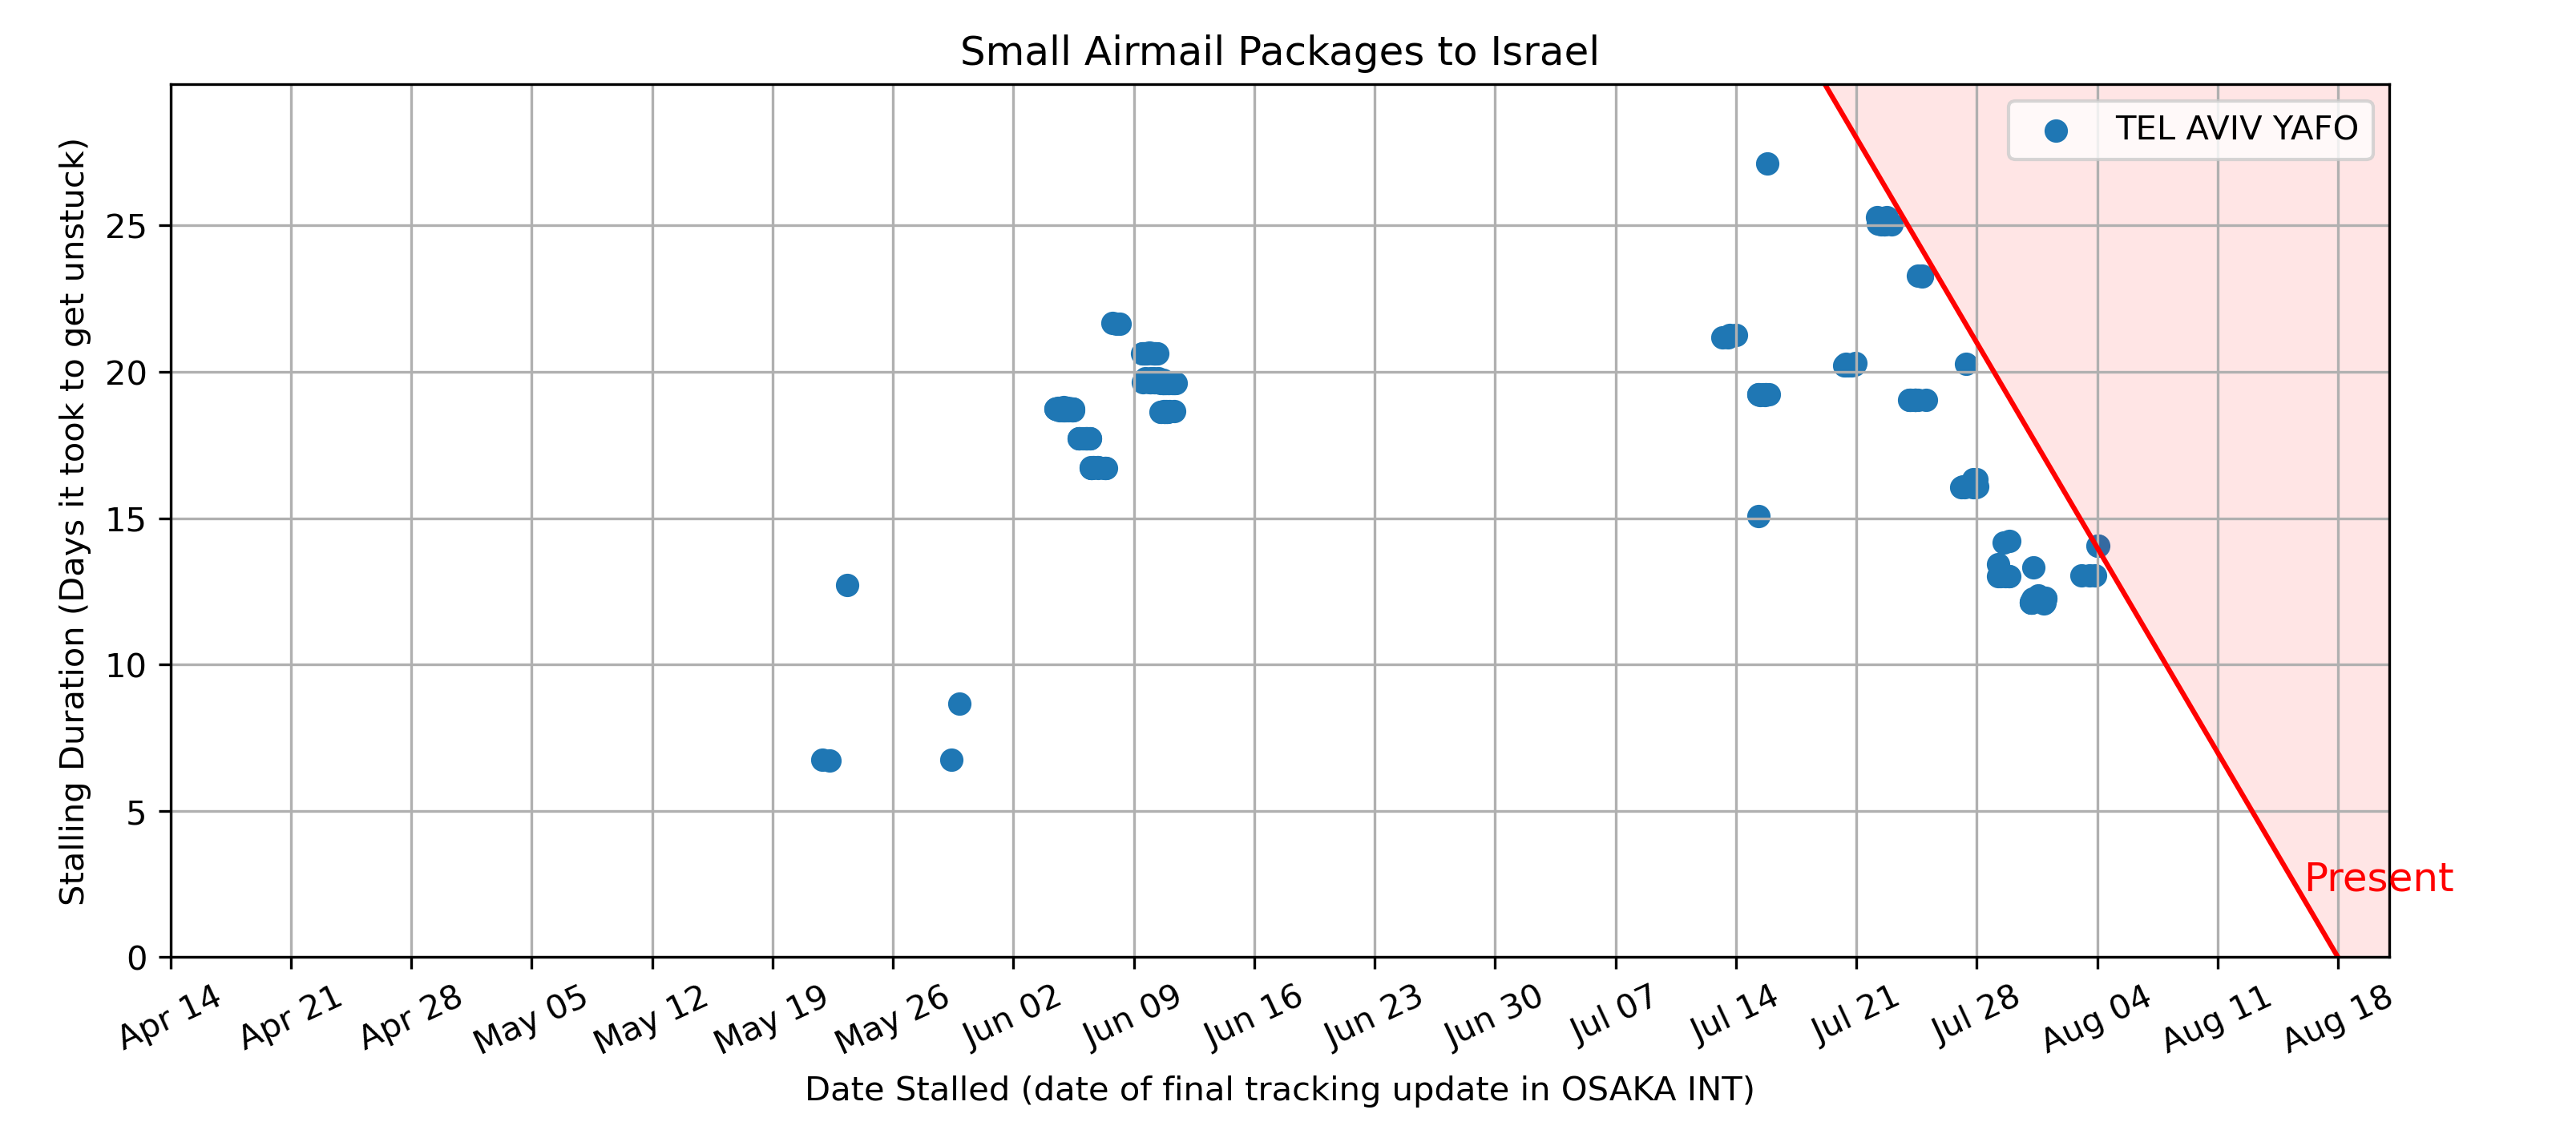 Small Airmail Packages to Israel
TEL AVIV YAFO
Stalling Duration (Days it took to get unstuck)
25
20
15
10
5
0
Present
Apr 14
Apr 21
Apr 28
May 05
May 12
May 19
May 26
Jun 02
Jun 09
Jun 16
Jun 23
Jun 30
Jul 07
Jul 14
Jul 21
Jul 28
Aug 04
Aug 11
Aug 18
Date Stalled (date of final tracking update in OSAKA INT)